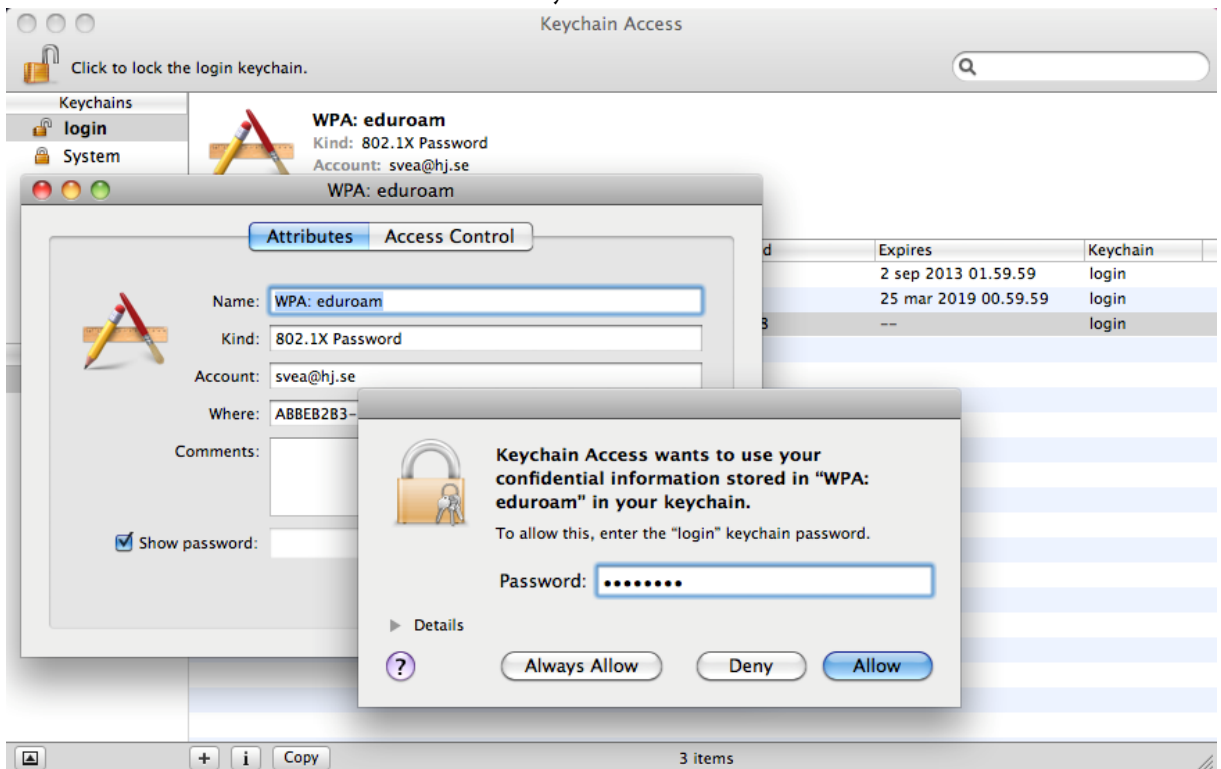 Keychain Access
Click to lock the login keychain.
Keychains
login
System
WPA: eduroam
Kind: 802.1X Password
Account: svea@hj.se
WPA: eduroam
Attributes Access Control
Name: WPA: eduroam
Kind: 802.1X Password
Account: svea@hj.se
Where: ABBEB2B3-
Comments:
Show password:
d Expires Keychain
2 sep 2013 01.59.59 login
25 mar 2019 00.59.59 login
-- login
Keychain Access wants to use your
confidential information stored in “WPA:
eduroam" in your keychain.
To allow this, enter the “login” keychain password.
Password: ••••••••
Details
? Always Allow Deny Allow
+ i Copy 3 items